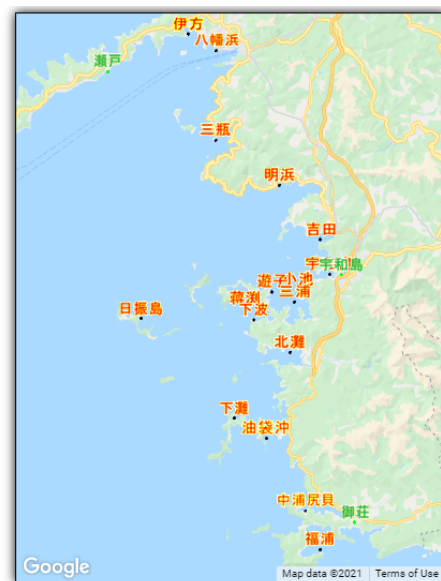 伊方
八幡浜
瀬戸
三瓶
明浜
吉田
宇和島
小池
遊子
三浦
蒋渕
下波
日振島
北灘
下灘
油袋沖
中浦尻貝
御荘
福浦
Google
Map data ©2021
Terms of Use